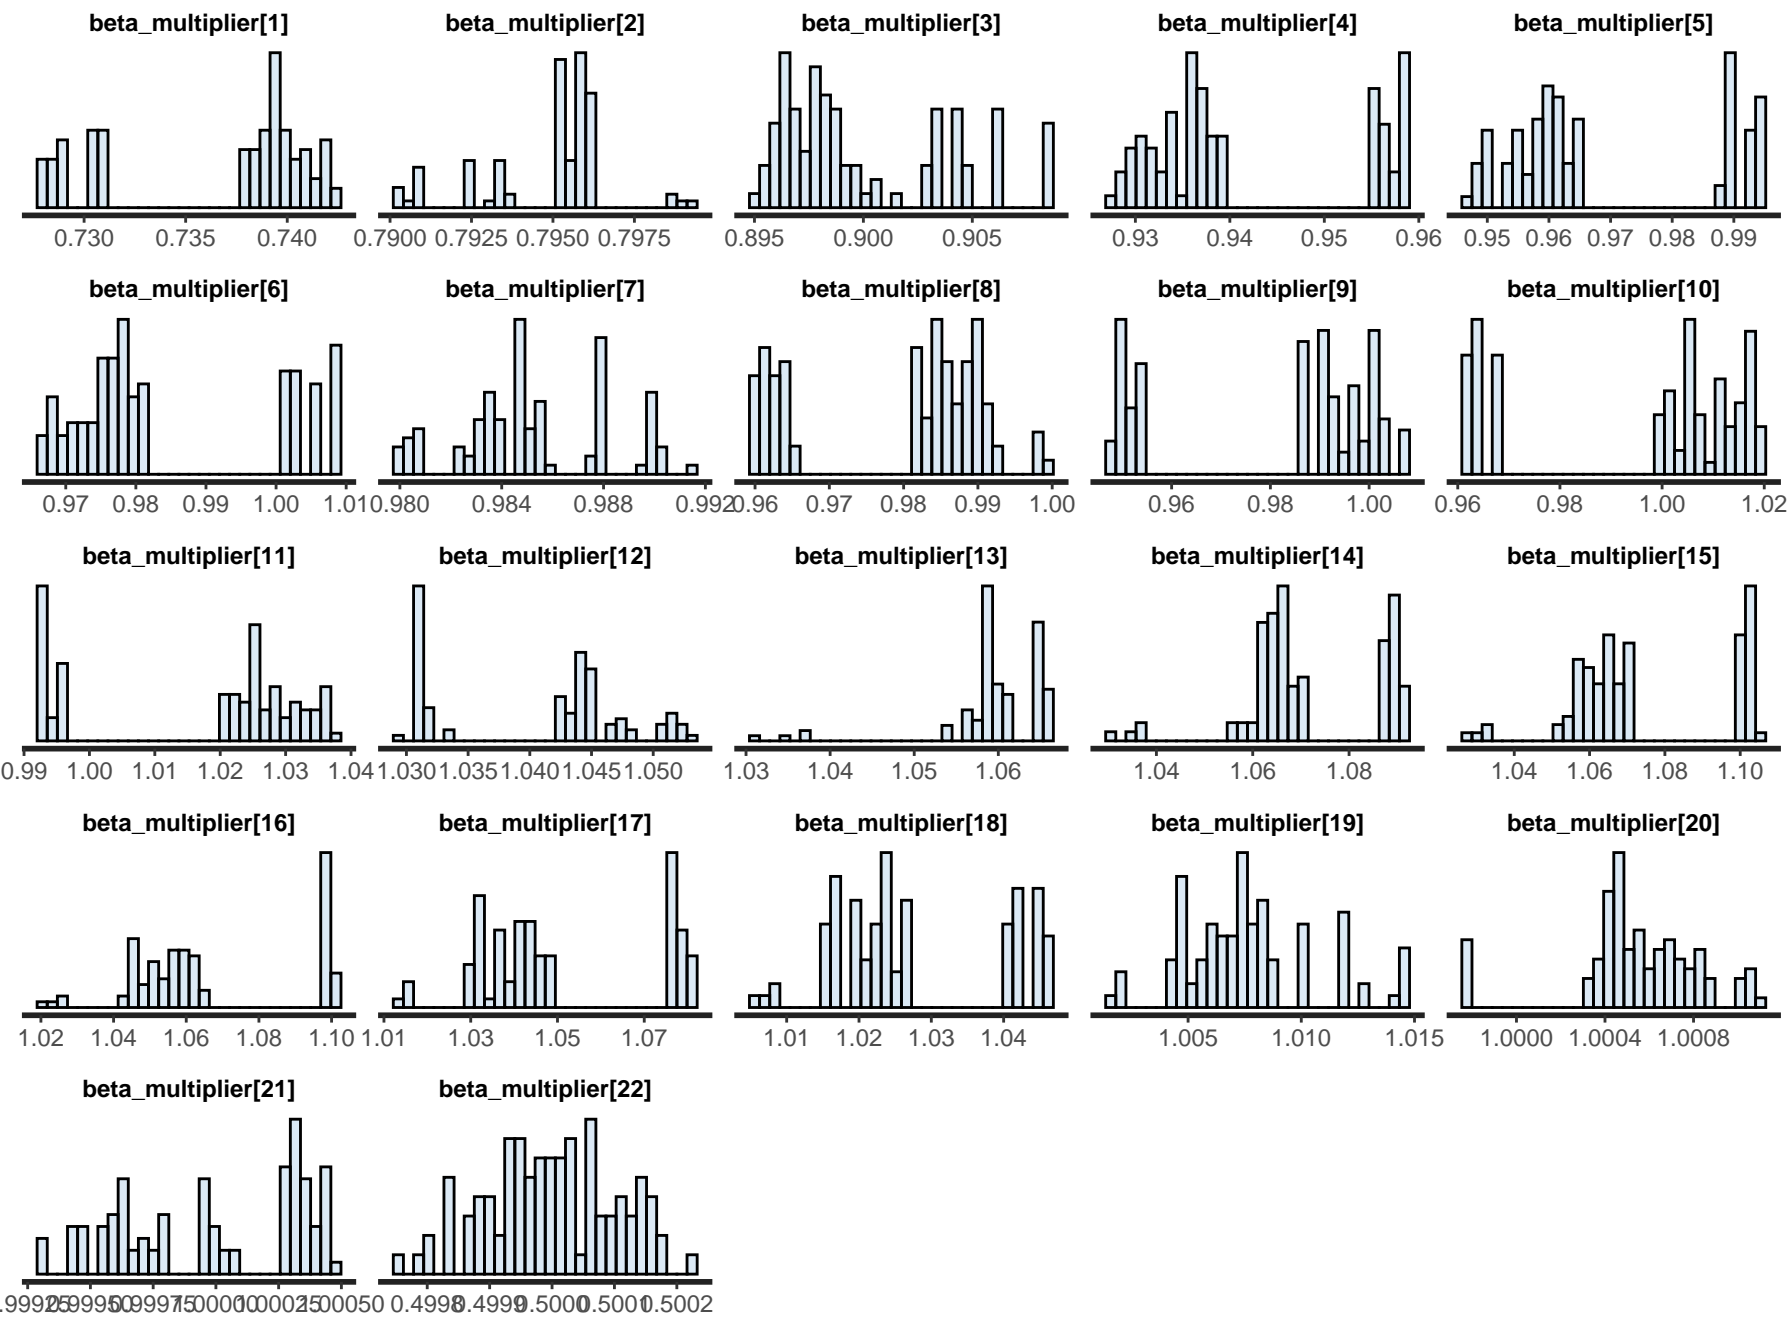 beta_multiplier[1] beta_multiplier[2] beta_multiplier[3] beta_multiplier[4] beta_multiplier[5]
0.730 0.735 0.740 0.7900 0.7925 0.7950 0.7975 0.895 0.900 0.905 0.93 0.94 0.95 0.96 0.95 0.96 0.97 0.98 0.99
beta_multiplier[6] beta_multiplier[7] beta_multiplier[8] beta_multiplier[9] beta_multiplier[10]
0.97 0.98 0.99 1.00 1.01 0.980 0.984 0.988 0.992 0.96 0.97 0.98 0.99 1.00 0.96 0.98 1.00 0.96 0.98 1.00 1.02
beta_multiplier[11] beta_multiplier[12] beta_multiplier[13] beta_multiplier[14] beta_multiplier[15]
0.99 1.00 1.01 1.02 1.03 1.04 1.030 1.035 1.040 1.045 1.050 1.03 1.04 1.05 1.06 1.04 1.06 1.08 1.04 1.06 1.08 1.10
beta_multiplier[16] beta_multiplier[17] beta_multiplier[18] beta_multiplier[19] beta_multiplier[20]
1.02 1.04 1.06 1.08 1.10 1.01 1.03 1.05 1.07 1.01 1.02 1.03 1.04 1.005 1.010 1.015 1.0000 1.0004 1.0008
beta_multiplier[21] beta_multiplier[22]
1.00000 1.00025 1.00050 0.4998 0.4999 0.5000 0.5001 0.5002